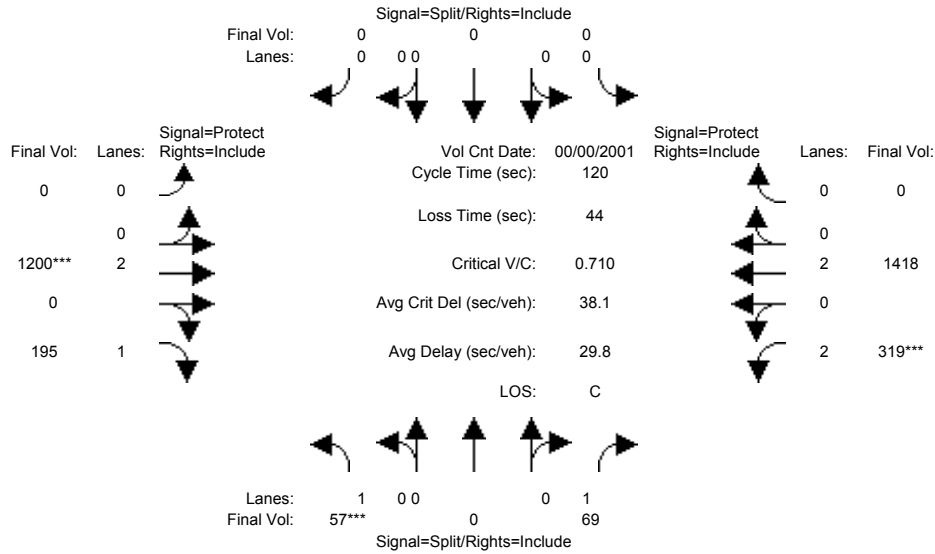 Signal=Split/Rights=Include
Final Vol: 0 0 0
Lanes: 0 0 0 0 0
Signal=Protect Signal=Protect
Final Vol: Lanes: Rights=Include Vol Cnt Date: 00/00/2001 Rights=Include Lanes: Final Vol:
Cycle Time (sec): 120
0 0 0 0
Loss Time (sec): 44
0 0
1200*** 2 Critical V/C: 0.710 2 1418
0 Avg Crit Del (sec/veh): 38.1 0
195 1 Avg Delay (sec/veh): 29.8 2 319***
LOS: C
Lanes: 1 0 0 0 1
Final Vol: 57*** 0 69
Signal=Split/Rights=Include